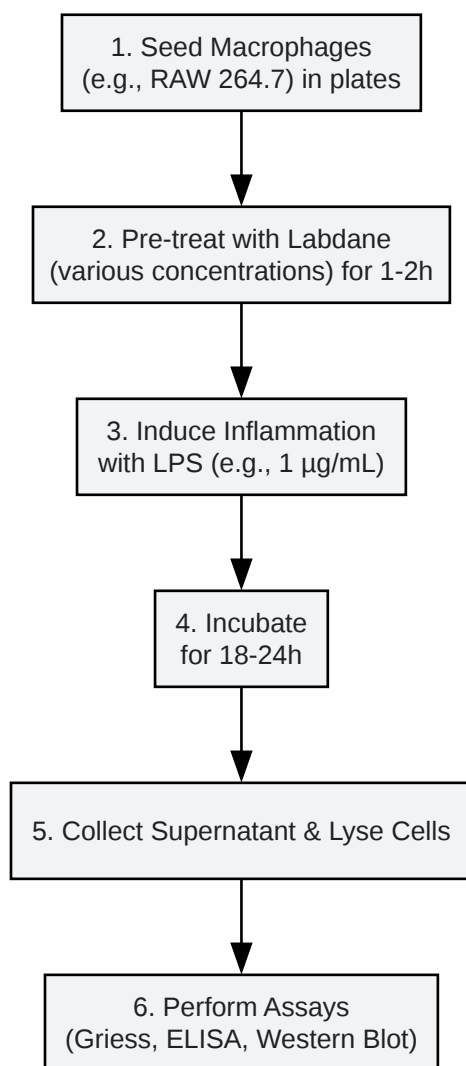 1. Seed Macrophages
(e.g., RAW 264.7) in plates
2. Pre-treat with Labdane
(various concentrations) for 1-2h
3. Induce Inflammation
with LPS (e.g., 1 µg/mL)
4. Incubate
for 18-24h
5. Collect Supernatant & Lyse Cells
6. Perform Assays
(Griess, ELISA, Western Blot)